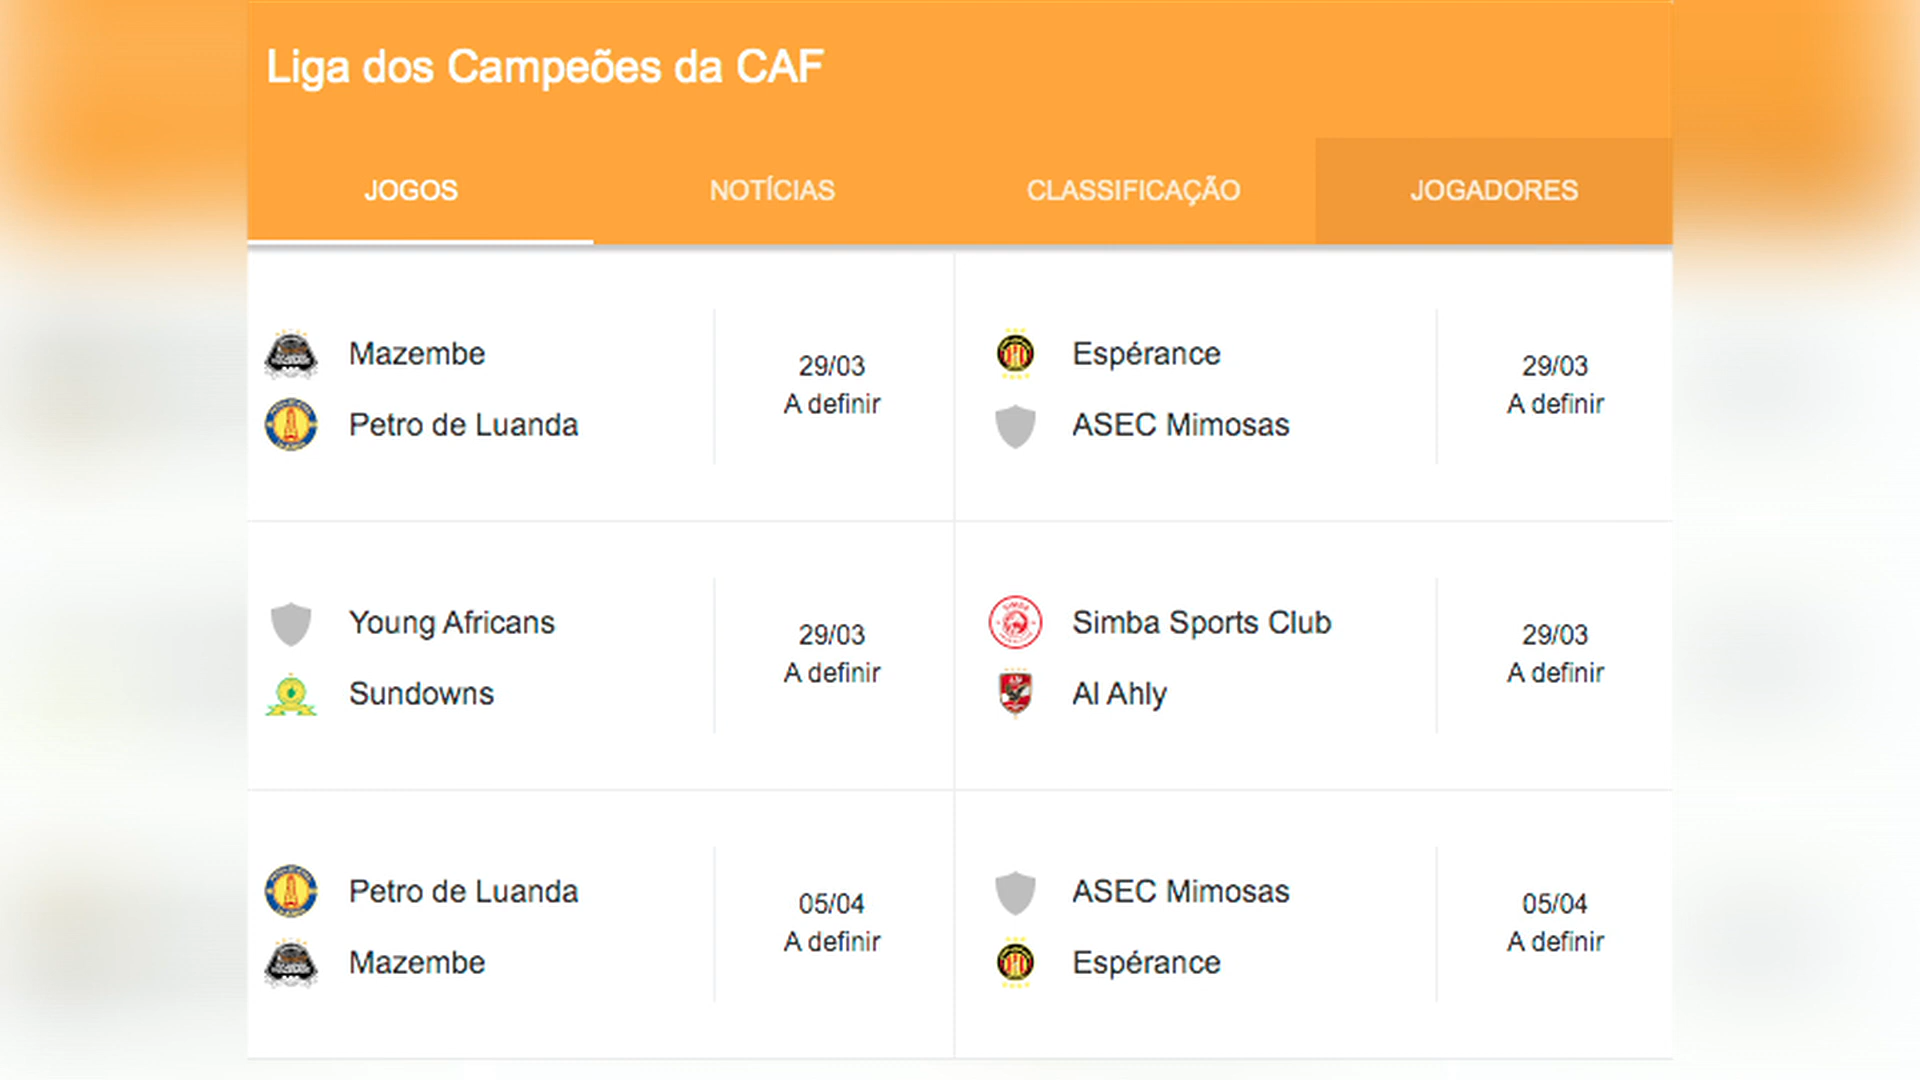 Liga dos Campeões da CAF
JOGOS
NOTÍCIAS
CLASSIFICAÇÃO
JOGADORES
Mazembe
Petro de Luanda
29/03
A definir
Espérance
ASEC Mimosas
29/03
A definir
Young Africans
Sundowns
29/03
A definir
Simba Sports Club
Al Ahly
29/03
A definir
Petro de Luanda
Mazembe
05/04
A definir
ASEC Mimosas
Espérance
05/04
A definir